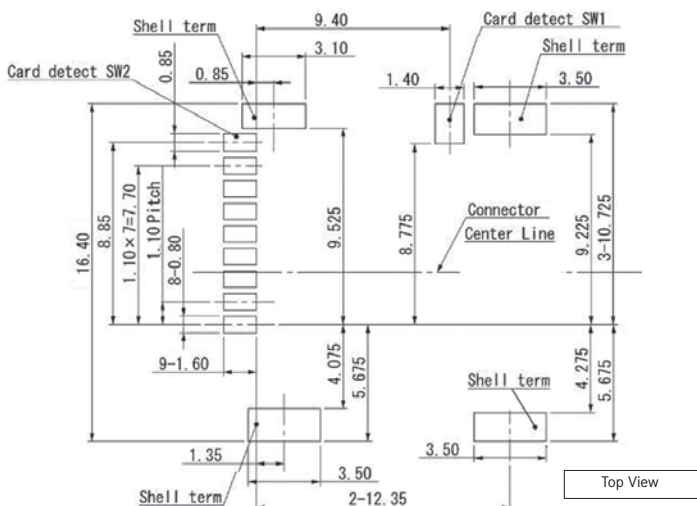 9.40
Shell term
Card detect SW1
3.10
Shell term
Card detect SW2
0.85
0.85
1.40
3.50
16.40
8.85
1.10×7=7.70
1.10 Pitch
8-0.80
9.525
8.775
Connector
Center Line
9.225
3-10.725
9-1.60
4.075
5.675
4.275
5.675
Shell term
1.35
3.50
3.50
Shell term
2-12.35
Top View